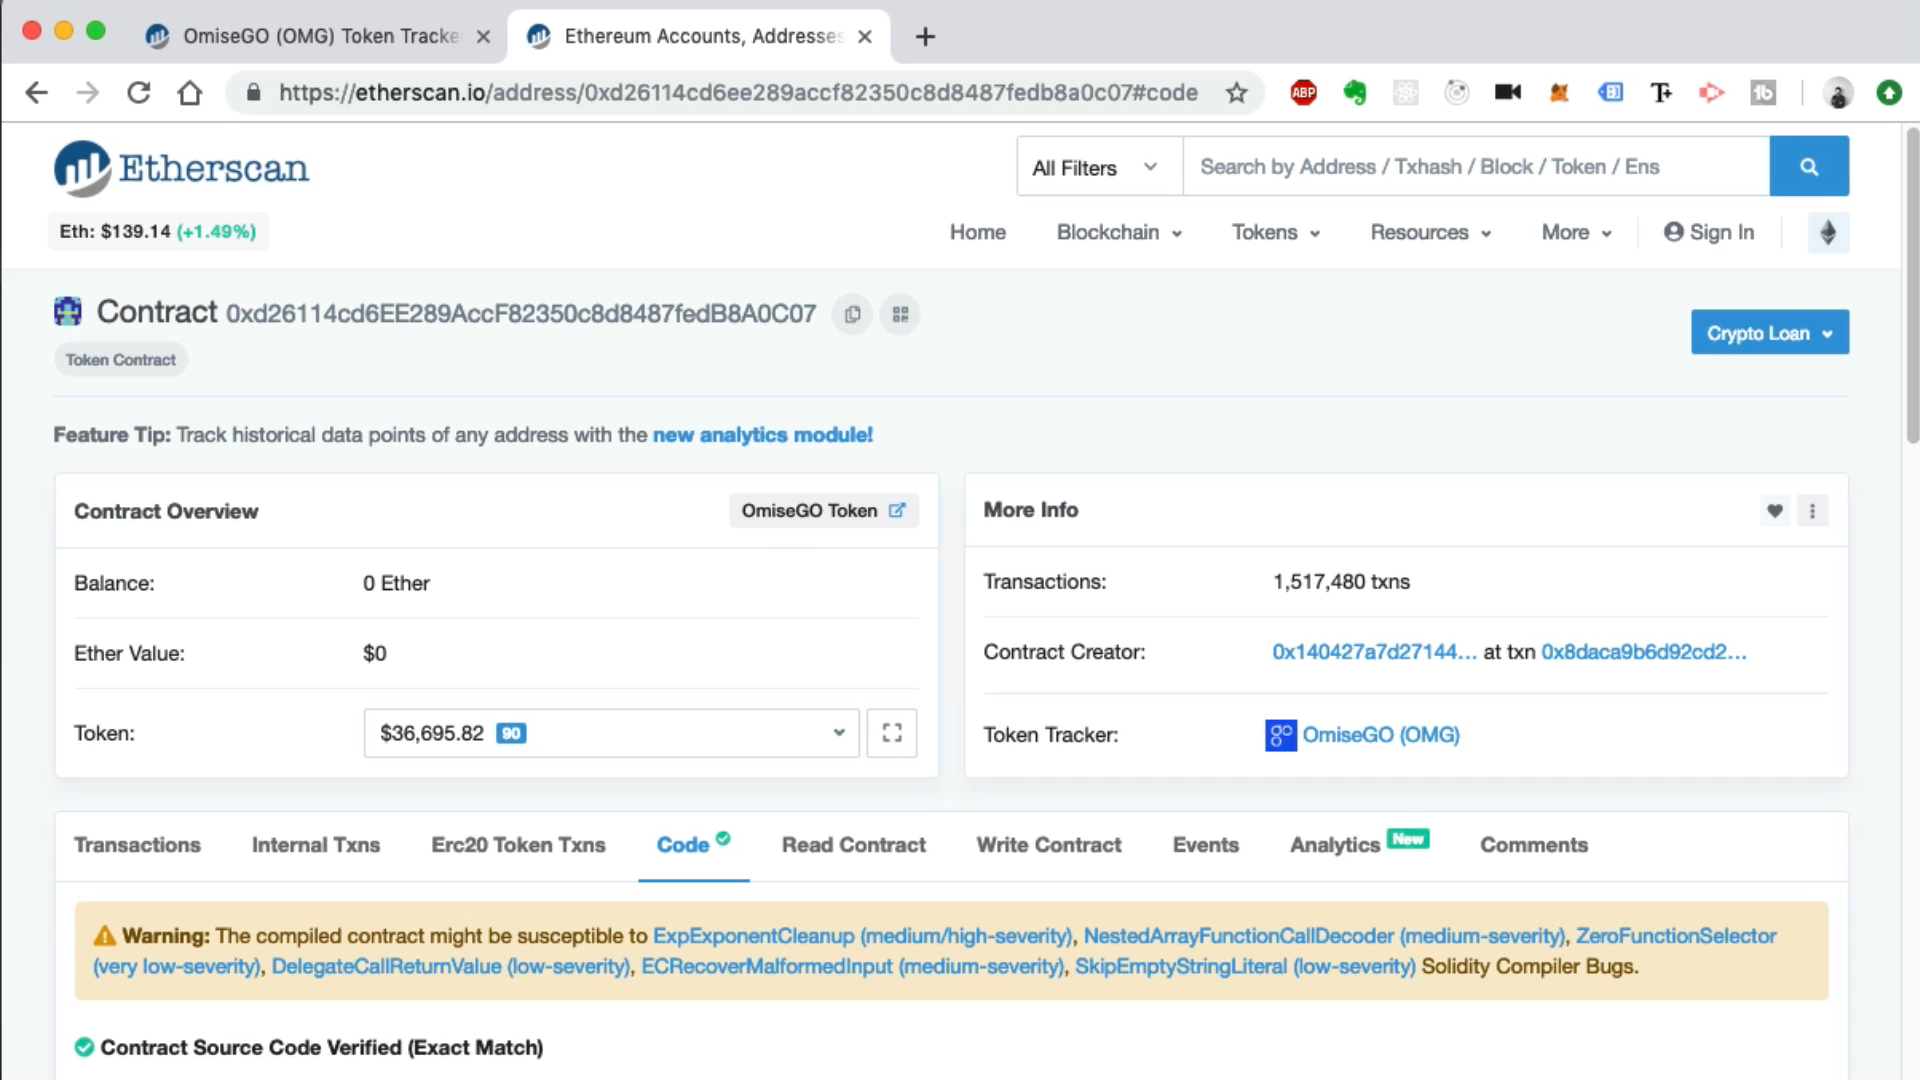 OmiseGO (OMG) Token Tracke
Ethereum Accounts, Addresses
https://etherscan.io/address/0xd26114cd6ee289accf82350c8d8487fedb8a0c07#code
ABP
Etherscan
All Filters
Search by Address / Txhash / Block / Token / Ens
Eth: $139.14 (+1.49%)
Home Blockchain Tokens Resources More Sign In
Contract 0xd26114cd6EE289AccF82350c8d8487fedB8A0C07
Token Contract
Crypto Loan
Feature Tip: Track historical data points of any address with the new analytics module!
Contract Overview
OmiseGO Token
Balance: 0 Ether
Ether Value: $0
Token: $36,695.82 90
More Info
Transactions: 1,517,480 txns
Contract Creator: 0x140427a7d27144... at txn 0x8daca9b6d92cd2...
Token Tracker: OmiseGO (OMG)
Transactions Internal Txns Erc20 Token Txns Code Read Contract Write Contract Events Analytics New Comments
Warning: The compiled contract might be susceptible to ExpExponentCleanup (medium/high-severity), NestedArrayFunctionCallDecoder (medium-severity), ZeroFunctionSelector
(very low-severity), DelegateCallReturnValue (low-severity), ECRecoverMalformedInput (medium-severity), SkipEmptyStringLiteral (low-severity) Solidity Compiler Bugs.
Contract Source Code Verified (Exact Match)